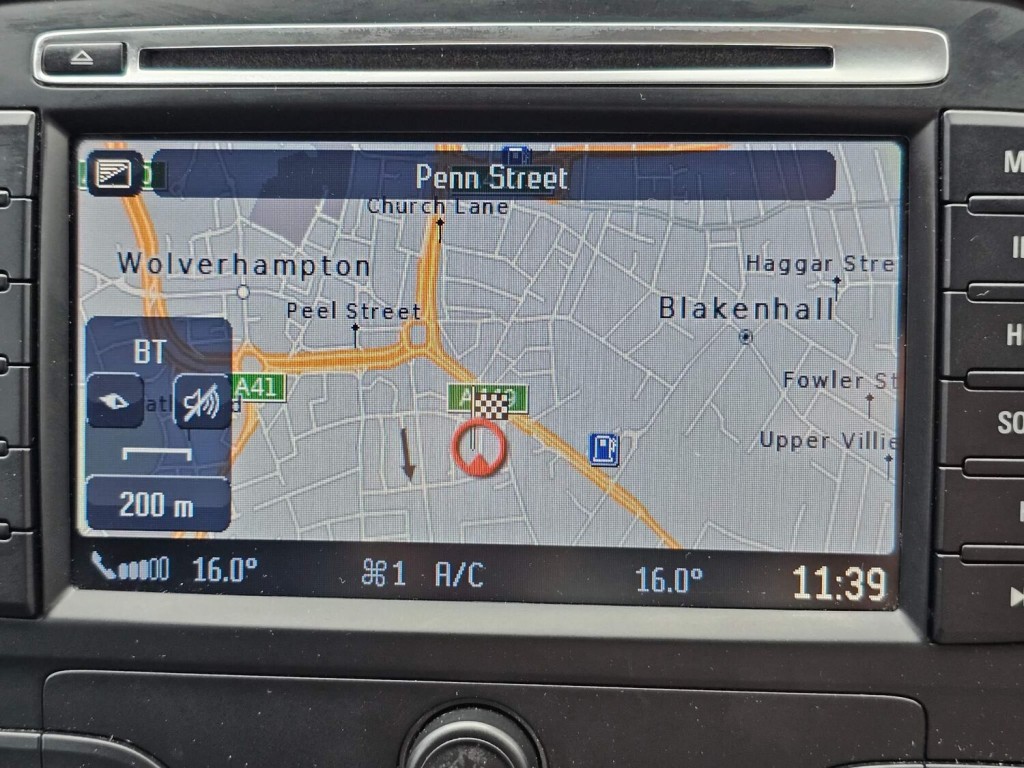 Penn Street
Church Lane
Wolverhampton
Haggar Stre
Peel Street
Blakenhall
BT
A41
Fowler St
Upper Villie
200 m
16.0°
1 A/C
16.0°
11:39
M
H
SO